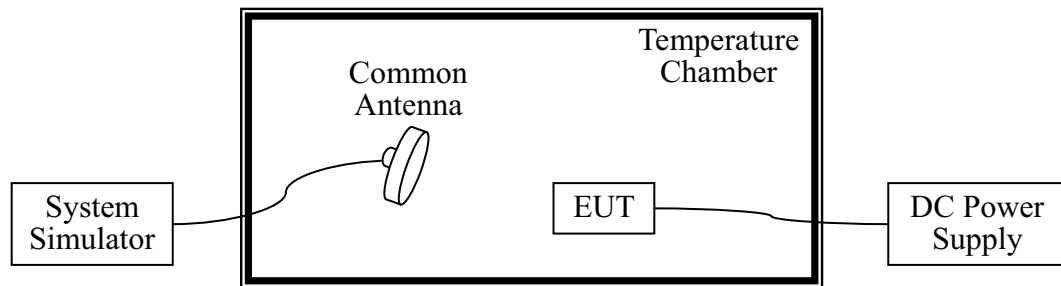 Temperature
Chamber
Common
Antenna
System
Simulator
EUT
DC Power
Supply